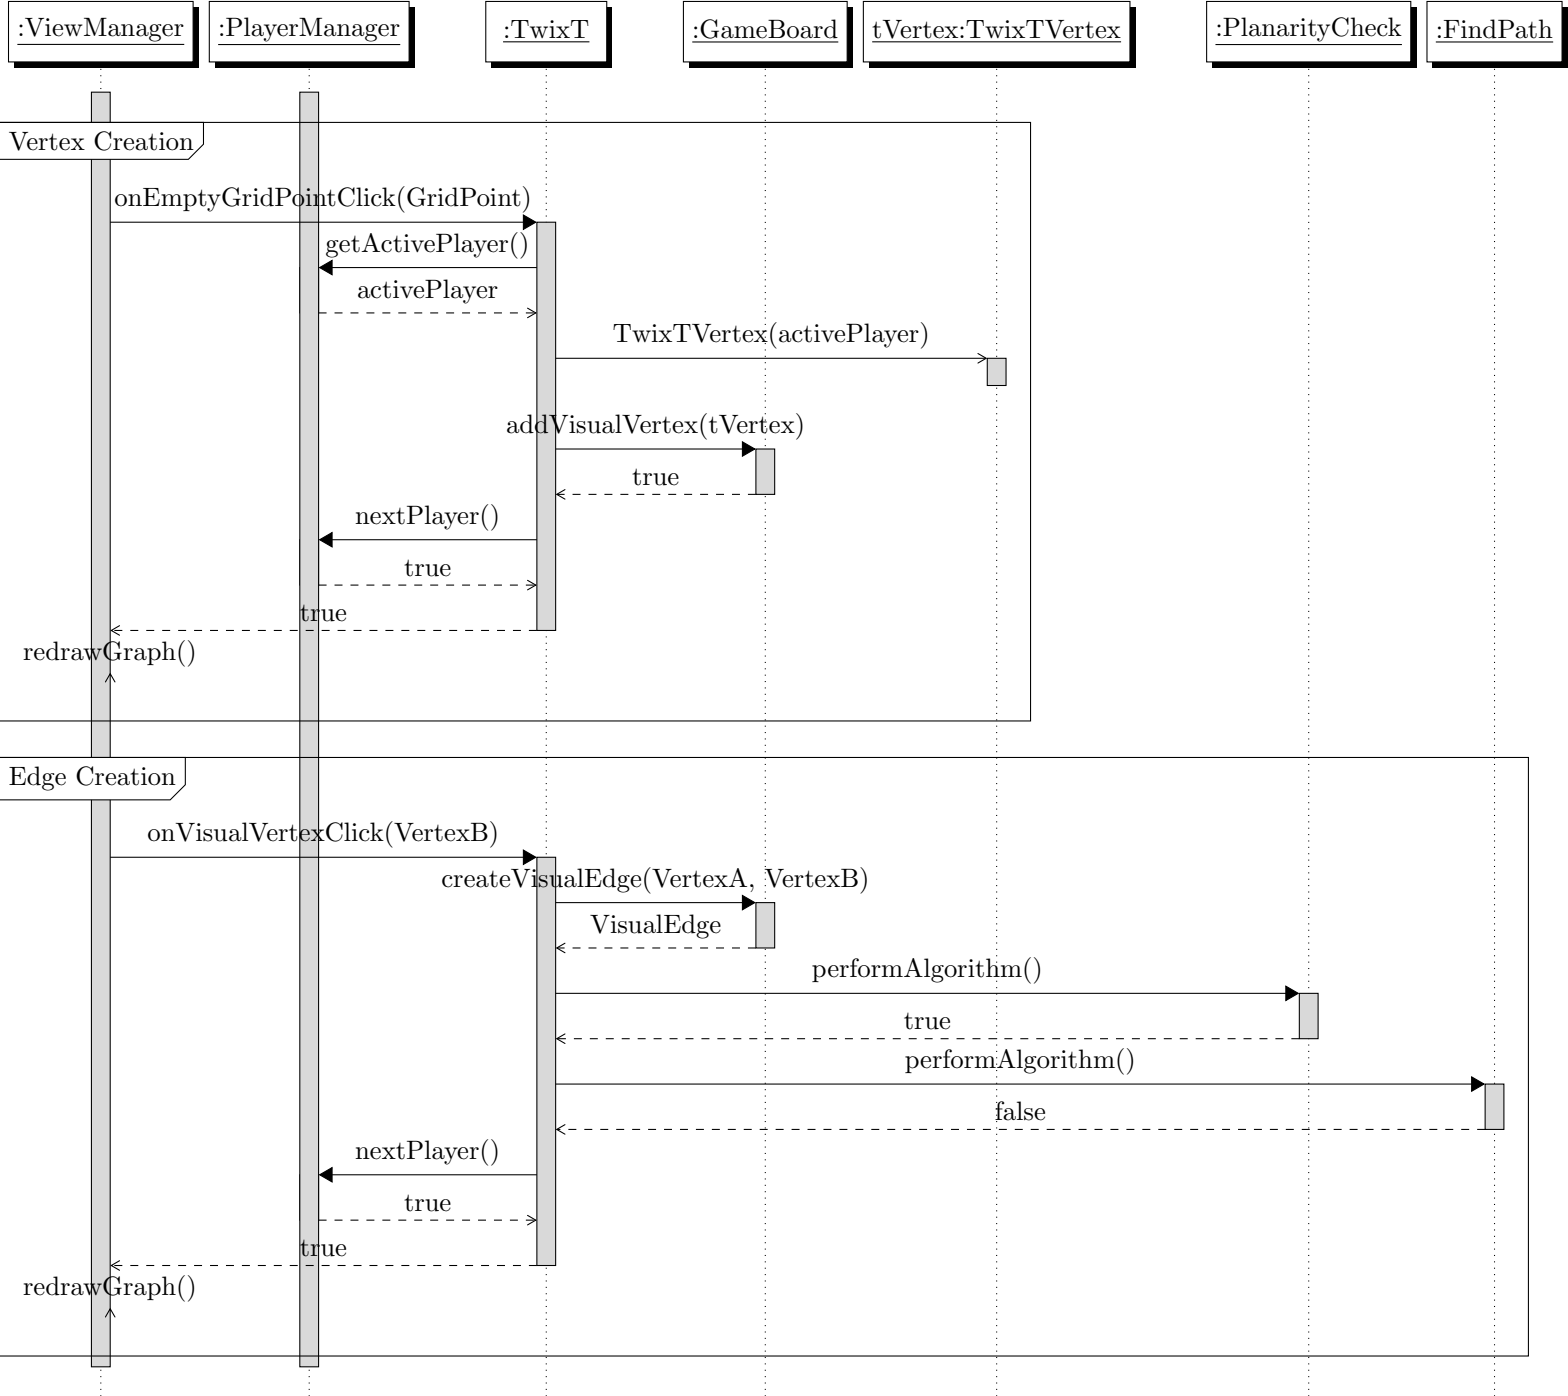 :ViewManager
:PlayerManager
:TwixT
:GameBoard
tVertex:TwixTVertex
:PlanarityCheck
:FindPath
Vertex Creation
onEmptyGridPointClick(GridPoint)
getActivePlayer()
activePlayer
TwixTVertex(activePlayer)
addVisualVertex(tVertex)
true
nextPlayer()
true
true
redrawGraph()
Edge Creation
onVisualVertexClick(VertexB)
createVisualEdge(VertexA, VertexB)
VisualEdge
performAlgorithm()
true
performAlgorithm()
false
nextPlayer()
true
true
redrawGraph()